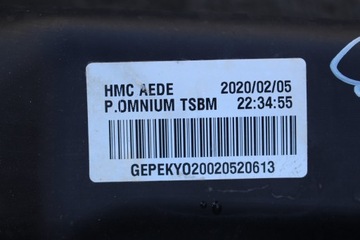 HMC AEDE 2020/02/05
P.OMNIUM TSBM 22:34:55
GEPEKYO20020520613